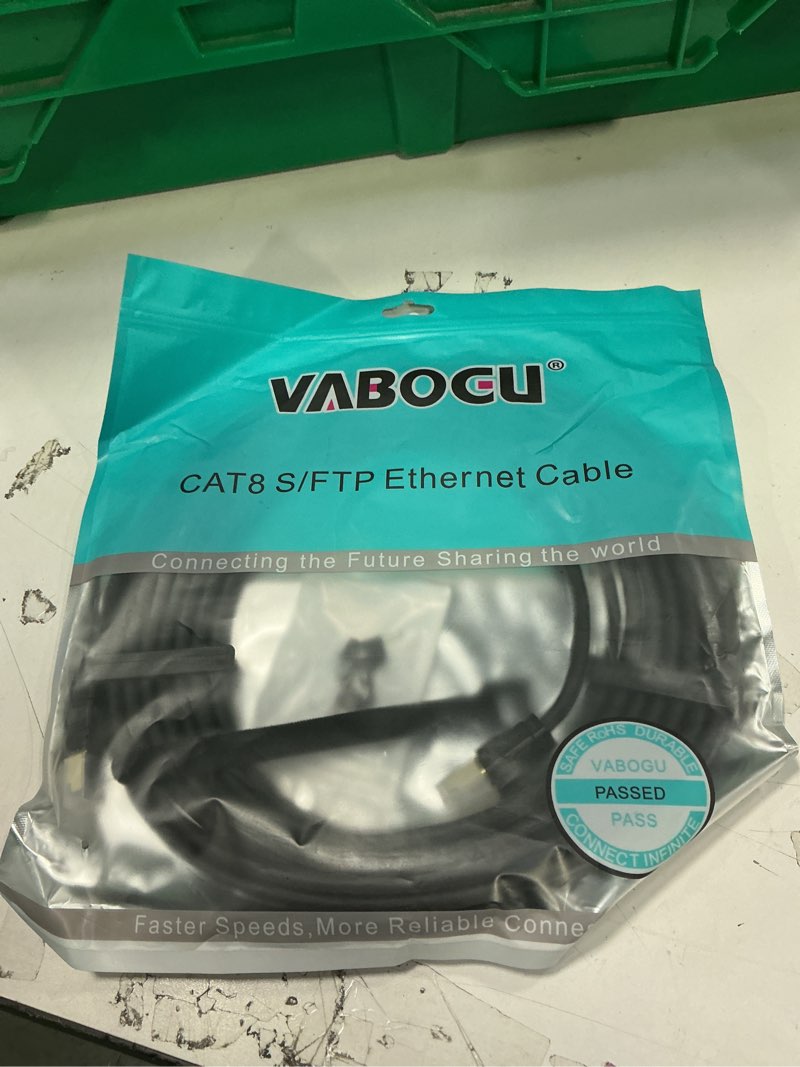 VABOGU®
CAT8 S/FTP Ethernet Cable
Connecting the Future Sharing the world
SAFE RoHS DURABLE
VABOGU
PASSED
PASS
CONNECT INFINITE
Faster Speeds,More Reliable Conne